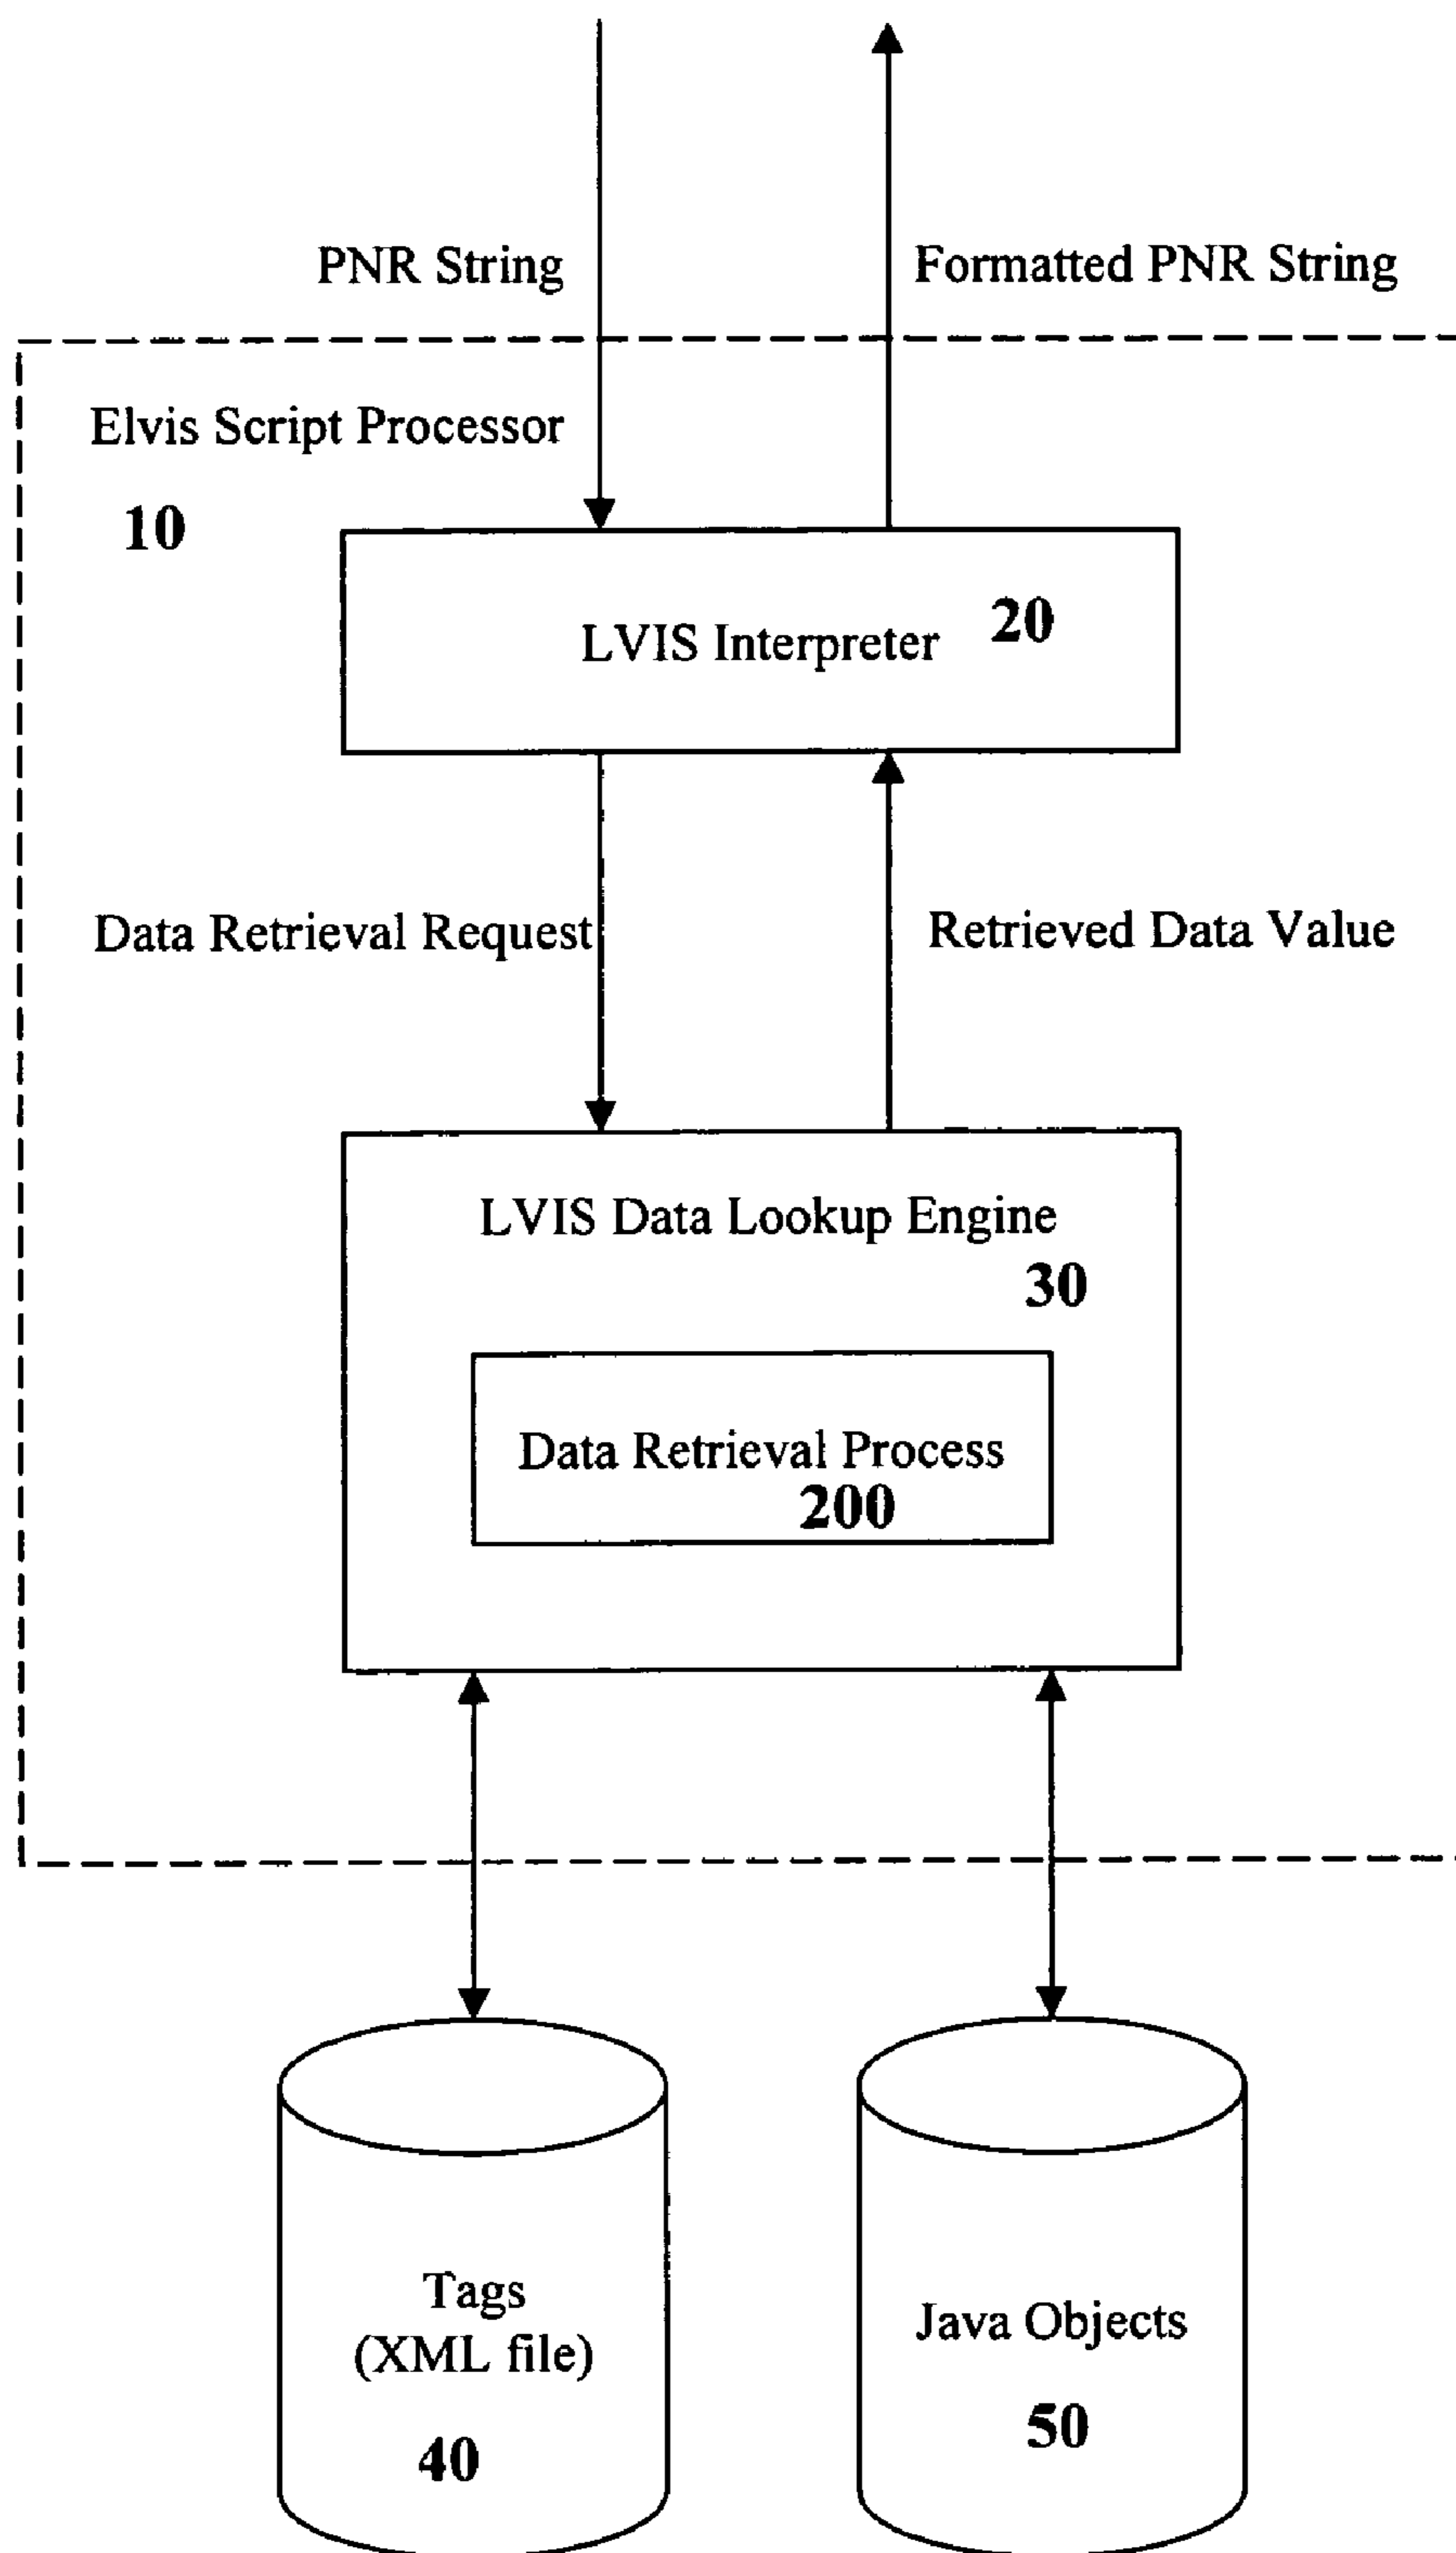 PNR String
Formatted PNR String
Elvis Script Processor
10
LVIS Interpreter 20
Data Retrieval Request
Retrieved Data Value
LVIS Data Lookup Engine
30
Data Retrieval Process
200
Tags
(XML file)
40
Java Objects
50